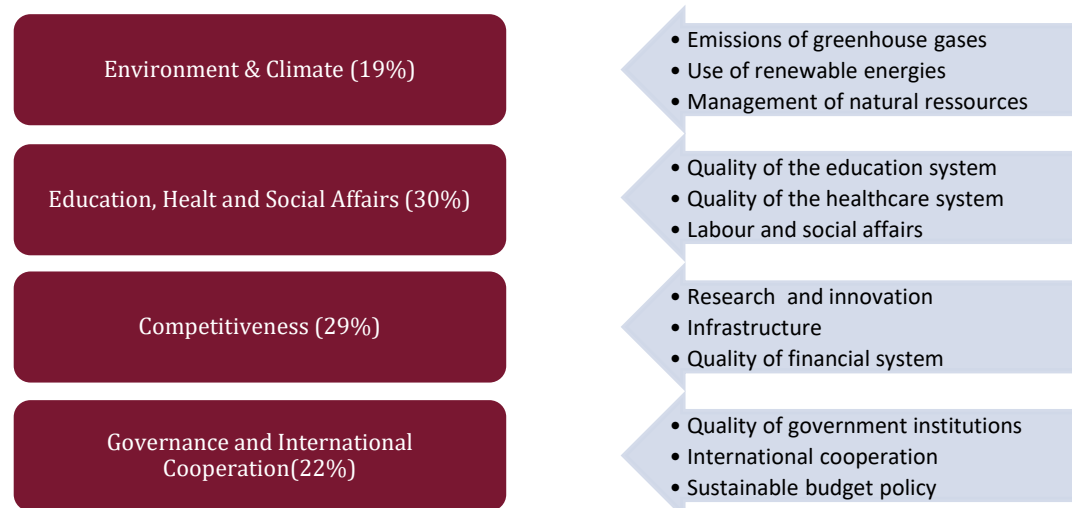 Environment & Climate (19%)
• Emissions of greenhouse gases
• Use of renewable energies
• Management of natural ressources
Education, Healt and Social Affairs (30%)
• Quality of the education system
• Quality of the healthcare system
• Labour and social affairs
Competitiveness (29%)
• Research  and innovation
• Infrastructure
• Quality of financial system
Governance and International
Cooperation(22%)
• Quality of government institutions
• International cooperation
• Sustainable budget policy